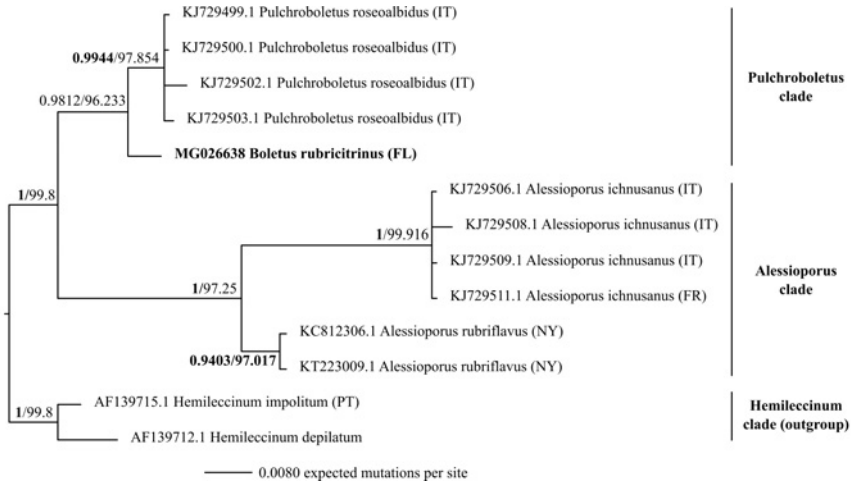 KJ729499.1 Pulchroboletus roseoalbidus (IT)
KJ729500.1 Pulchroboletus roseoalbidus (IT)
0.9944/97.854
KJ729502.1 Pulchroboletus roseoalbidus (IT)
Pulchroboletus
clade
0.9812/96.233
KJ729503.1 Pulchroboletus roseoalbidus (IT)
MG026638 Boletus rubricitrinus (FL)
1/99.8
KJ729506.1 Alessioporus ichnusanus (IT)
KJ729508.1 Alessioporus ichnusanus (IT)
1/99.916
KJ729509.1 Alessioporus ichnusanus (IT)
Alessioporus
clade
1/97.25
KJ729511.1 Alessioporus ichnusanus (FR)
KC812306.1 Alessioporus rubriflavus (NY)
0.9403/97.017
KT223009.1 Alessioporus rubriflavus (NY)
AF139715.1 Hemileccinum impolitum (PT)
1/99.8
Hemileccinum
clade (outgroup)
AF139712.1 Hemileccinum depilatum
0.0080 expected mutations per site